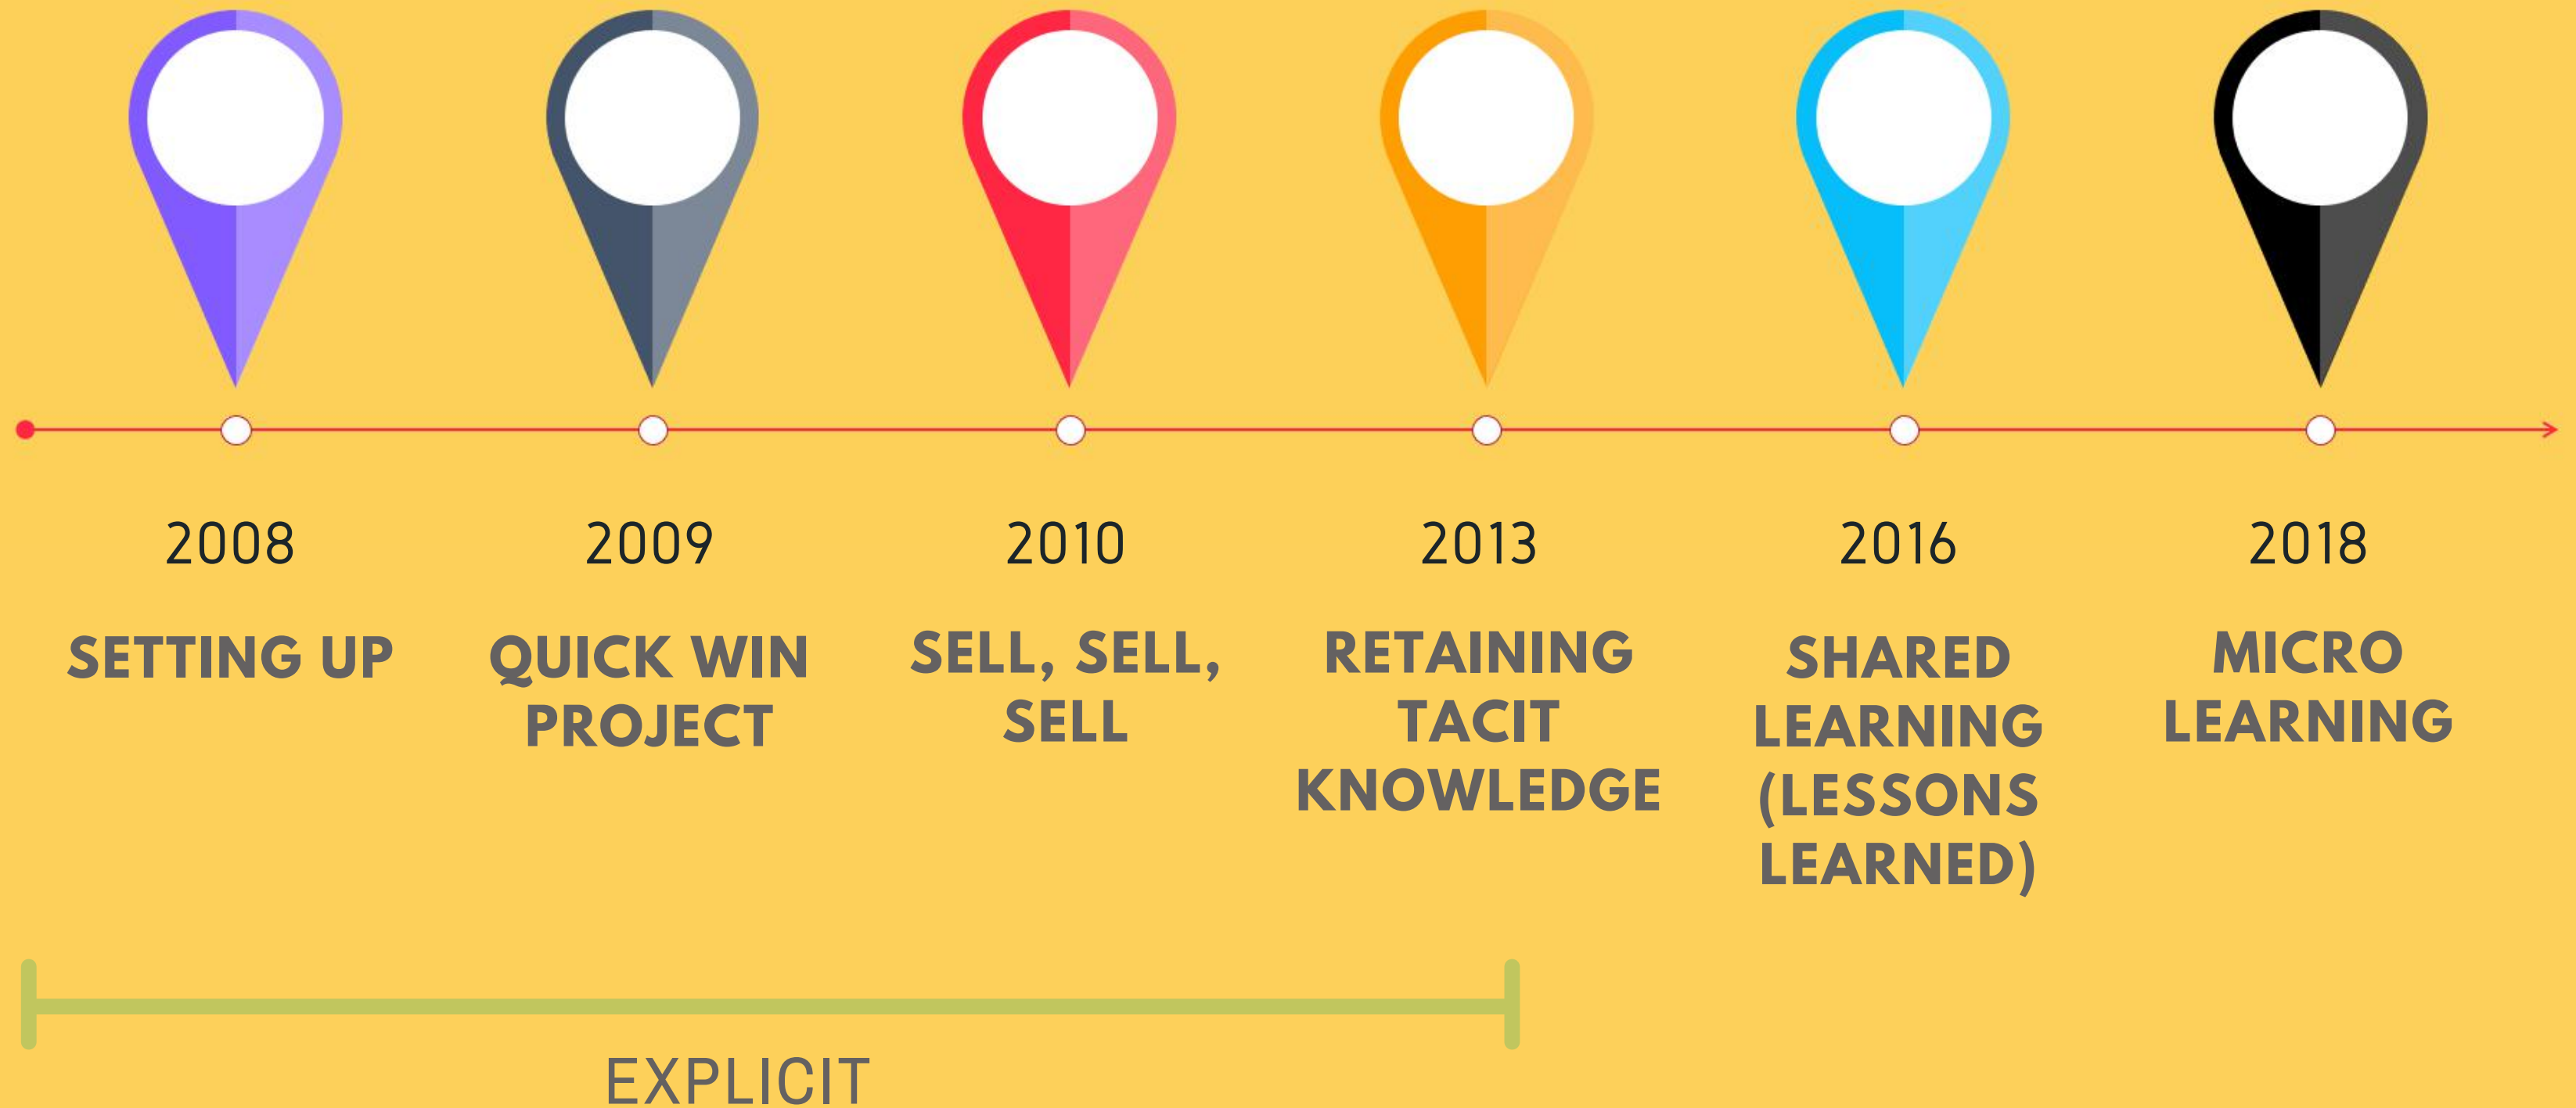 2008
SETTING UP
2009
QUICK WIN
PROJECT
2010
SELL, SELL,
SELL
2013
RETAINING
TACIT
KNOWLEDGE
2016
SHARED
LEARNING
(LESSONS
LEARNED)
2018
MICRO
LEARNING
EXPLICIT